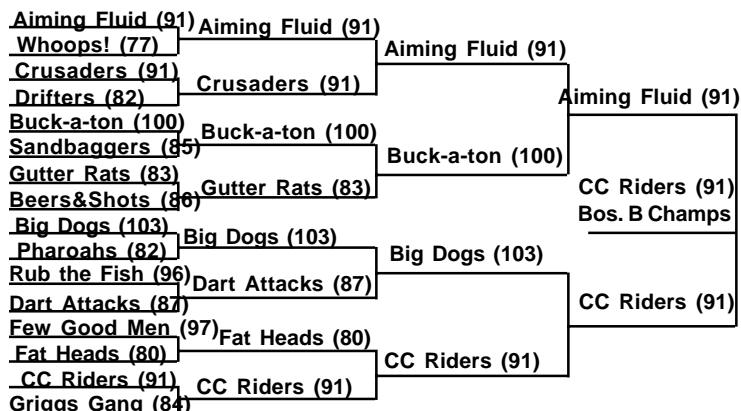 Aiming Fluid (91)
Whoops! (77)
Crusaders (91)
Drifters (82)
Buck-a-ton (100)
Sandbaggers (85)
Gutter Rats (83)
Beers&Shots (86)
Big Dogs (103)
Pharoahs (82)
Rub the Fish (96)
Dart Attacks (87)
Few Good Men (97)
Fat Heads (80)
CC Riders (91)
Griggs Gang (84)
Aiming Fluid (91)
Crusaders (91)
Buck-a-ton (100)
Gutter Rats (83)
Big Dogs (103)
Dart Attacks (87)
Fat Heads (80)
CC Riders (91)
Aiming Fluid (91)
Buck-a-ton (100)
Big Dogs (103)
CC Riders (91)
Aiming Fluid (91)
CC Riders (91)
CC Riders (91)
Bos. B Champs